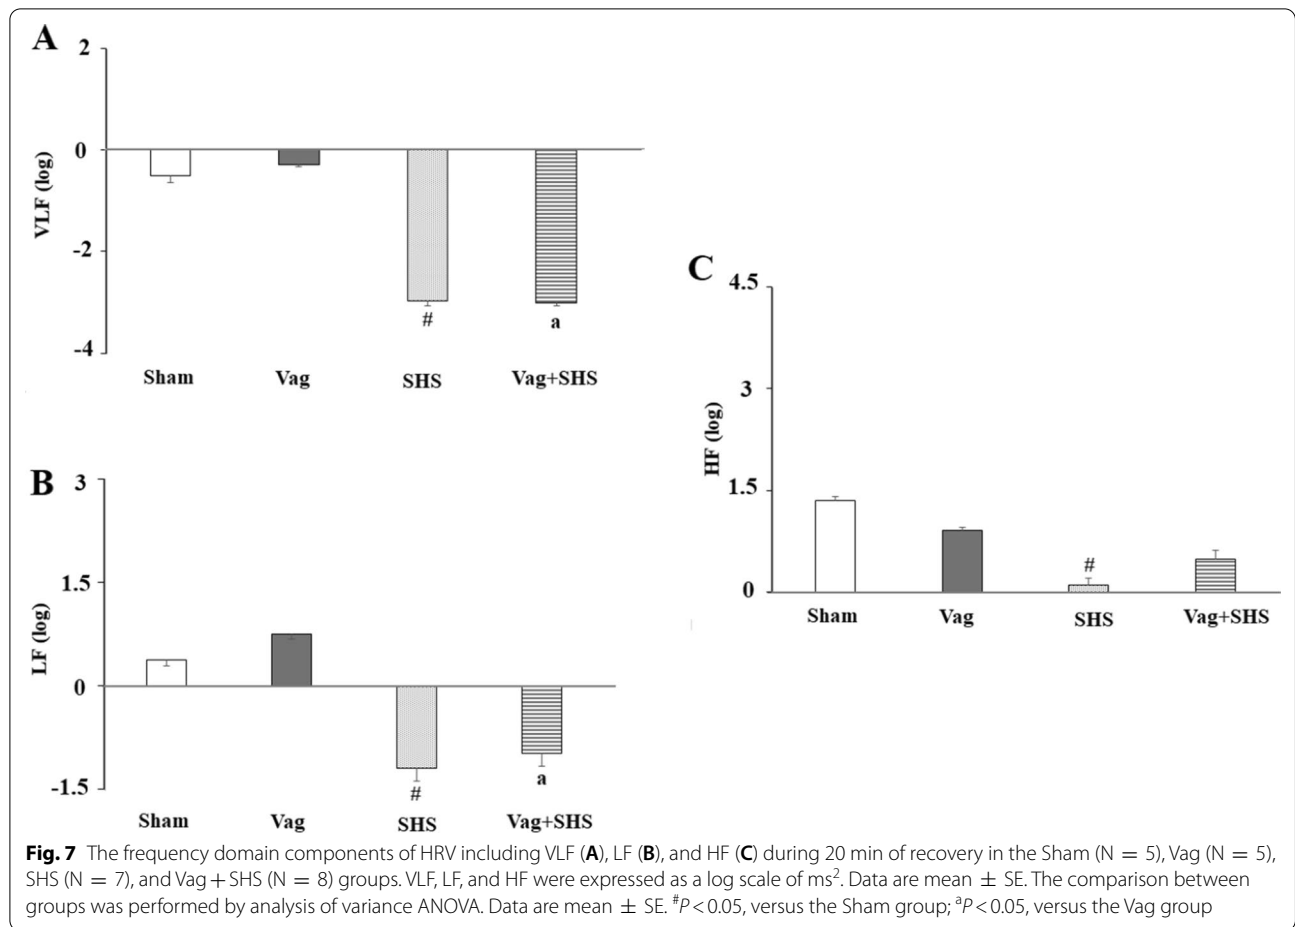 A
2
0
-2
-4
VLF (log)
#
a
Sham Vag SHS Vag+SHS
B
3
1.5
0
-1.5
LF (log)
#
a
Sham Vag SHS Vag+SHS
C
4.5
3
1.5
0
HF (log)
#
Sham Vag SHS Vag+SHS
Fig. 7 The frequency domain components of HRV including VLF (A), LF (B), and HF (C) during 20 min of recovery in the Sham (N = 5), Vag (N = 5),
SHS (N = 7), and Vag + SHS (N = 8) groups. VLF, LF, and HF were expressed as a log scale of ms². Data are mean ± SE. The comparison between
groups was performed by analysis of variance ANOVA. Data are mean ± SE. #P < 0.05, versus the Sham group; ᵃP < 0.05, versus the Vag group